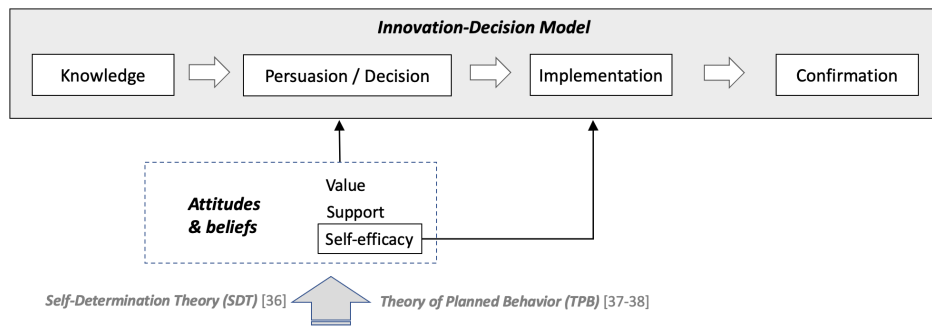 Innovation-Decision Model
Knowledge
Persuasion / Decision
Implementation
Confirmation
Attitudes
& beliefs
Value
Support
Self-efficacy
Self-Determination Theory (SDT) [36]
Theory of Planned Behavior (TPB) [37-38]